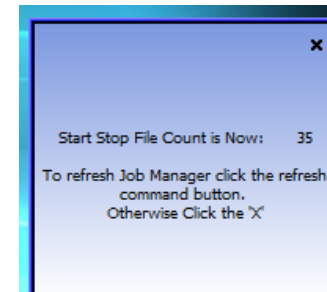 ×
Start Stop File Count is Now: 35
To refresh Job Manager click the refresh
command button.
Otherwise Click the 'X'